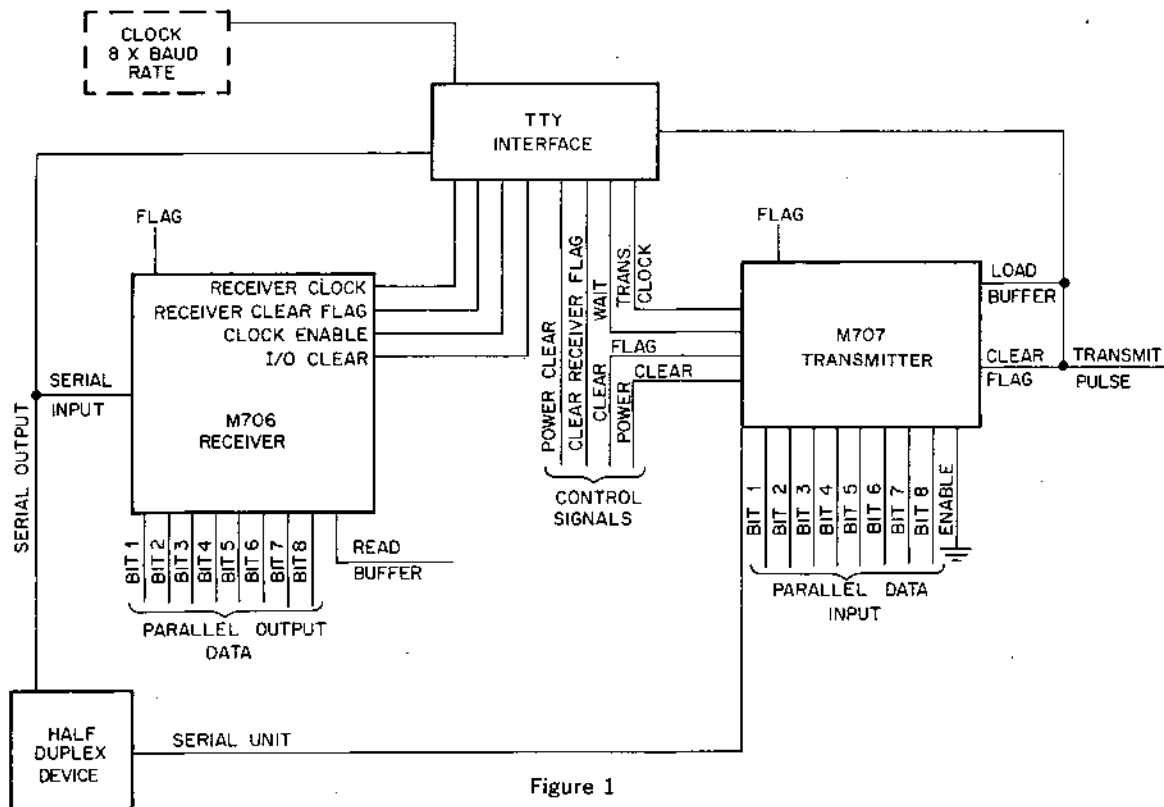 CLOCK
8 X BAUD
RATE
TTY
INTERFACE
FLAG
RECEIVER CLOCK
RECEIVER CLEAR FLAG
CLOCK ENABLE
I/O CLEAR
SERIAL
INPUT
M706
RECEIVER
SERIAL OUTPUT
BIT 1
BIT 2
BIT 3
BIT 4
BIT 5
BIT 6
BIT 7
BIT 8
READ
BUFFER
PARALLEL OUTPUT
DATA
POWER CLEAR
CLEAR RECEIVER FLAG
WAIT
TRANS.
CLOCK
CLEAR
FLAG
POWER
CLEAR
CONTROL
SIGNALS
FLAG
M707
TRANSMITTER
LOAD
BUFFER
CLEAR
FLAG
TRANSMIT
PULSE
BIT 1
BIT 2
BIT 3
BIT 4
BIT 5
BIT 6
BIT 7
BIT 8
ENABLE
PARALLEL DATA
INPUT
HALF
DUPLEX
DEVICE
SERIAL UNIT
Figure 1